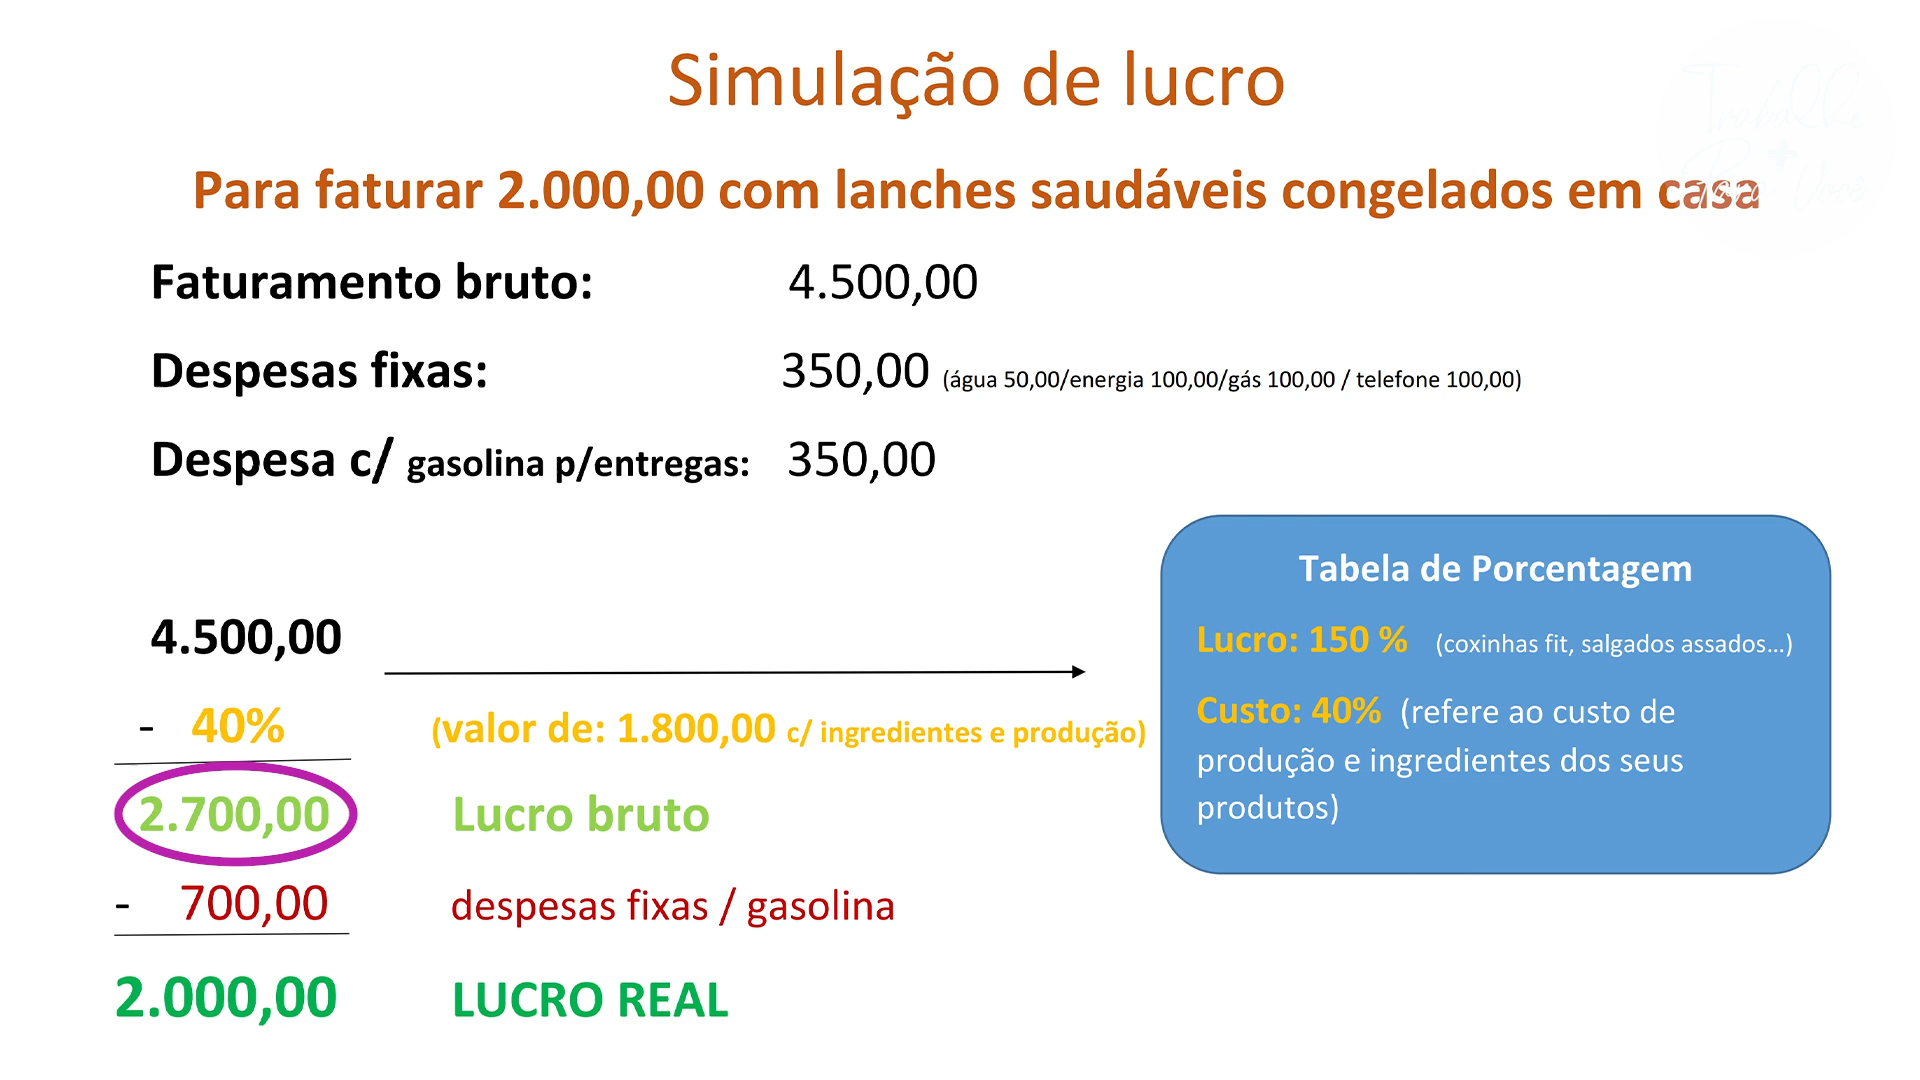 Simulação de lucro
Para faturar 2.000,00 com lanches saudáveis congelados em casa
Faturamento bruto: 4.500,00
Despesas fixas: 350,00 (água 50,00/energia 100,00/gás 100,00 / telefone 100,00)
Despesa c/ gasolina p/entregas: 350,00
4.500,00
- 40% (valor de: 1.800,00 c/ ingredientes e produção)
2.700,00 Lucro bruto
- 700,00 despesas fixas / gasolina
2.000,00 LUCRO REAL
Tabela de Porcentagem
Lucro: 150 % (coxinhas fit, salgados assados...)
Custo: 40% (refere ao custo de
produção e ingredientes dos seus
produtos)